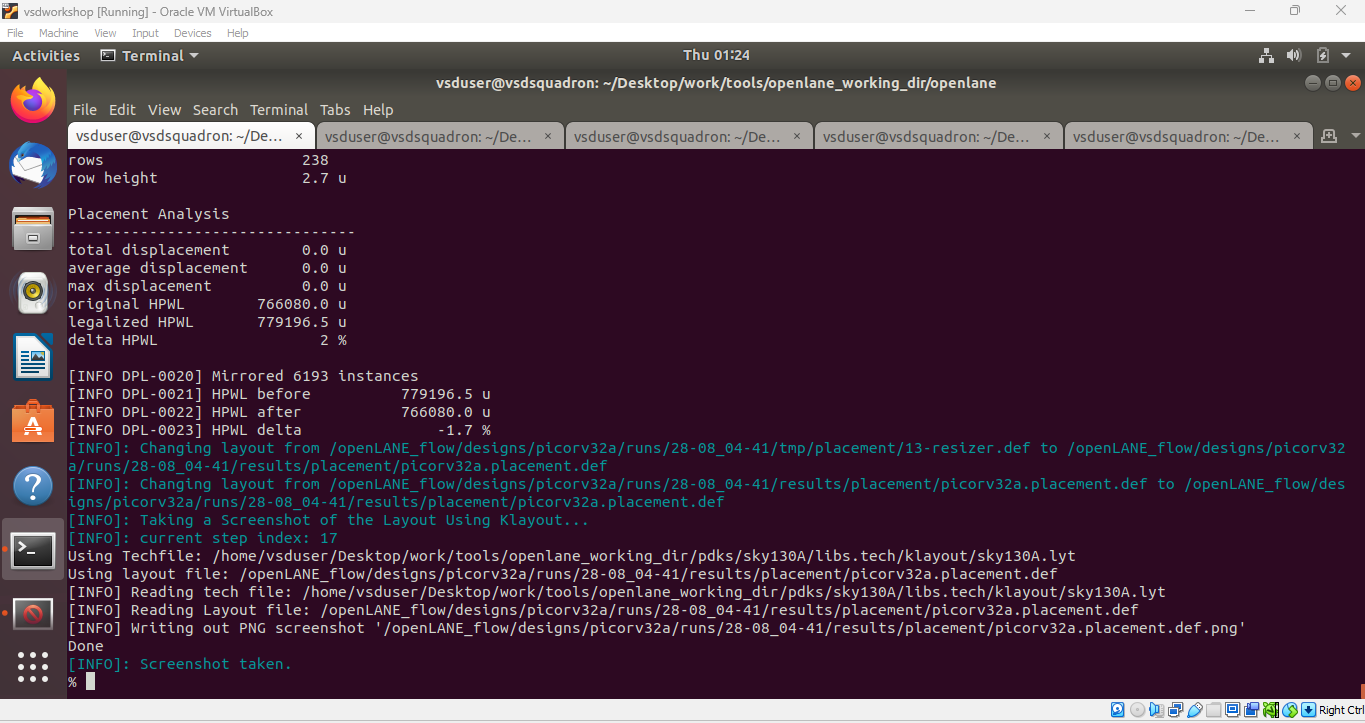 vsdworkshop [Running] - Oracle VM VirtualBox
File Machine View Input Devices Help
Activities Terminal Thu 01:24
vsduser@vsdsquadron: ~/Desktop/work/tools/openlane_working_dir/openlane
File Edit View Search Terminal Tabs Help
vsduser@vsdsquadron: ~/De... × vsduser@vsdsquadron: ~/De... × vsduser@vsdsquadron: ~/De... × vsduser@vsdsquadron: ~/De... × vsduser@vsdsquadron: ~/De... ×
rows 238
row height 2.7 u
Placement Analysis
--------------------------------
total displacement 0.0 u
average displacement 0.0 u
max displacement 0.0 u
original HPWL 766080.0 u
legalized HPWL 779196.5 u
delta HPWL 2 %
[INFO DPL-0020] Mirrored 6193 instances
[INFO DPL-0021] HPWL before 779196.5 u
[INFO DPL-0022] HPWL after 766080.0 u
[INFO DPL-0023] HPWL delta -1.7 %
[INFO]: Changing layout from /openLANE_flow/designs/picorv32a/runs/28-08_04-41/tmp/placement/13-resizer.def to /openLANE_flow/designs/picorv32
a/runs/28-08_04-41/results/placement/picorv32a.placement.def
[INFO]: Changing layout from /openLANE_flow/designs/picorv32a/runs/28-08_04-41/results/placement/picorv32a.placement.def to /openLANE_flow/des
igns/picorv32a/runs/28-08_04-41/results/placement/picorv32a.placement.def
[INFO]: Taking a Screenshot of the Layout Using Klayout...
[INFO]: current step index: 17
Using Techfile: /home/vsduser/Desktop/work/tools/openlane_working_dir/pdks/sky130A/libs.tech/klayout/sky130A.lyt
Using layout file: /openLANE_flow/designs/picorv32a/runs/28-08_04-41/results/placement/picorv32a.placement.def
[INFO] Reading tech file: /home/vsduser/Desktop/work/tools/openlane_working_dir/pdks/sky130A/libs.tech/klayout/sky130A.lyt
[INFO] Reading Layout file: /openLANE_flow/designs/picorv32a/runs/28-08_04-41/results/placement/picorv32a.placement.def
[INFO] Writing out PNG screenshot '/openLANE_flow/designs/picorv32a/runs/28-08_04-41/results/placement/picorv32a.placement.def.png'
Done
[INFO]: Screenshot taken.
%
Right Ctrl